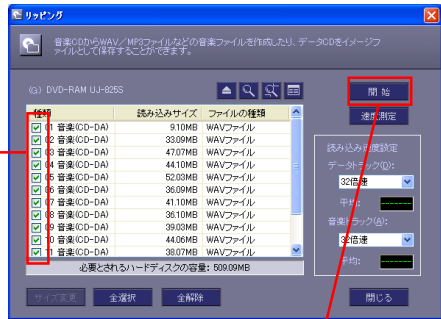 リッピング
音楽CDからWAV/MP3ファイルなどの音楽ファイルを作成したり、データCDをイメージフ
ァイルとして保存することができます。
(G) DVD-RAM UJ-825S
種類 読み込みサイズ ファイルの種類
01 音楽(CD-DA) 9.10MB WAVファイル
02 音楽(CD-DA) 33.09MB WAVファイル
03 音楽(CD-DA) 47.07MB WAVファイル
04 音楽(CD-DA) 44.10MB WAVファイル
05 音楽(CD-DA) 52.03MB WAVファイル
06 音楽(CD-DA) 36.09MB WAVファイル
07 音楽(CD-DA) 41.10MB WAVファイル
08 音楽(CD-DA) 36.10MB WAVファイル
09 音楽(CD-DA) 39.03MB WAVファイル
10 音楽(CD-DA) 44.06MB WAVファイル
11 音楽(CD-DA) 38.07MB WAVファイル
必要とされるハードディスクの容量: 509.09MB
サイズ変更 全選択 全解除
開始
速度測定
読み込み速度設定
データトラック(D):
32倍速
平均:
音楽トラック(A):
32倍速
平均:
閉じる